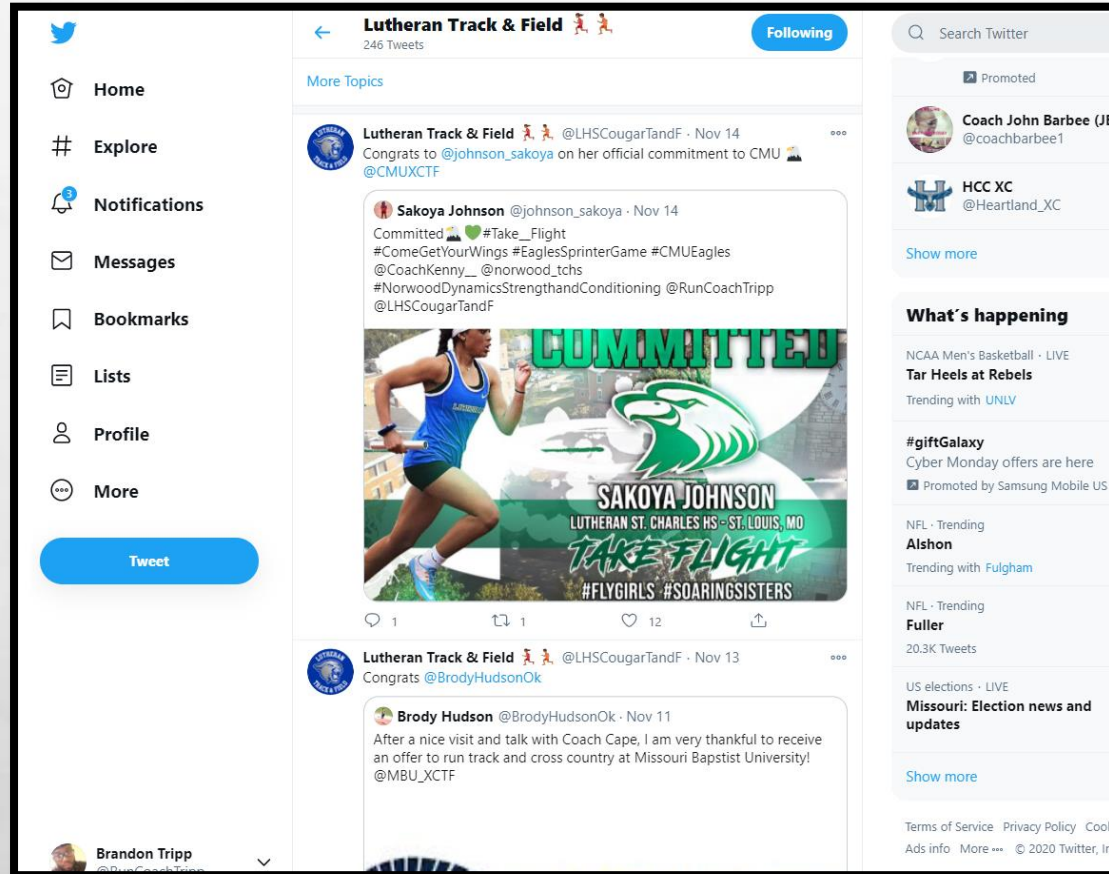 Home
Explore
3
Notifications
Messages
Bookmarks
Lists
Profile
More
Tweet
Brandon Tripp
@RunCoachTripp
Lutheran Track & Field
246 Tweets
Following
More Topics
Lutheran Track & Field @LHSCougarTandF · Nov 14
Congrats to @johnson_sakoya on her official commitment to CMU
@CMUXCTF
Sakoya Johnson @johnson_sakoya · Nov 14
Committed #Take__Flight
#ComeGetYourWings #EaglesSprinterGame #CMUEagles
@CoachKenny__ @norwood_tchs
#NorwoodDynamicsStrengthandConditioning @RunCoachTripp
@LHSCougarTandF
COMMITTED
LUTHERAN
SAKOYA JOHNSON
LUTHERAN ST. CHARLES HS - ST. LOUIS, MO
TAKE FLIGHT
#FLYGIRLS #SOARINGSISTERS
1 1 12
Lutheran Track & Field @LHSCougarTandF · Nov 13
Congrats @BrodyHudsonOk
Brody Hudson @BrodyHudsonOk · Nov 11
After a nice visit and talk with Coach Cape, I am very thankful to receive
an offer to run track and cross country at Missouri Bapstist University!
@MBU_XCTF
Search Twitter
Promoted
Coach John Barbee (JB
@coachbarbee1
HCC XC
@Heartland_XC
Show more
What's happening
NCAA Men's Basketball · LIVE
Tar Heels at Rebels
Trending with UNLV
#giftGalaxy
Cyber Monday offers are here
Promoted by Samsung Mobile US
NFL · Trending
Alshon
Trending with Fulgham
NFL · Trending
Fuller
20.3K Tweets
US elections · LIVE
Missouri: Election news and
updates
Show more
Terms of Service Privacy Policy Cool
Ads info More © 2020 Twitter, In